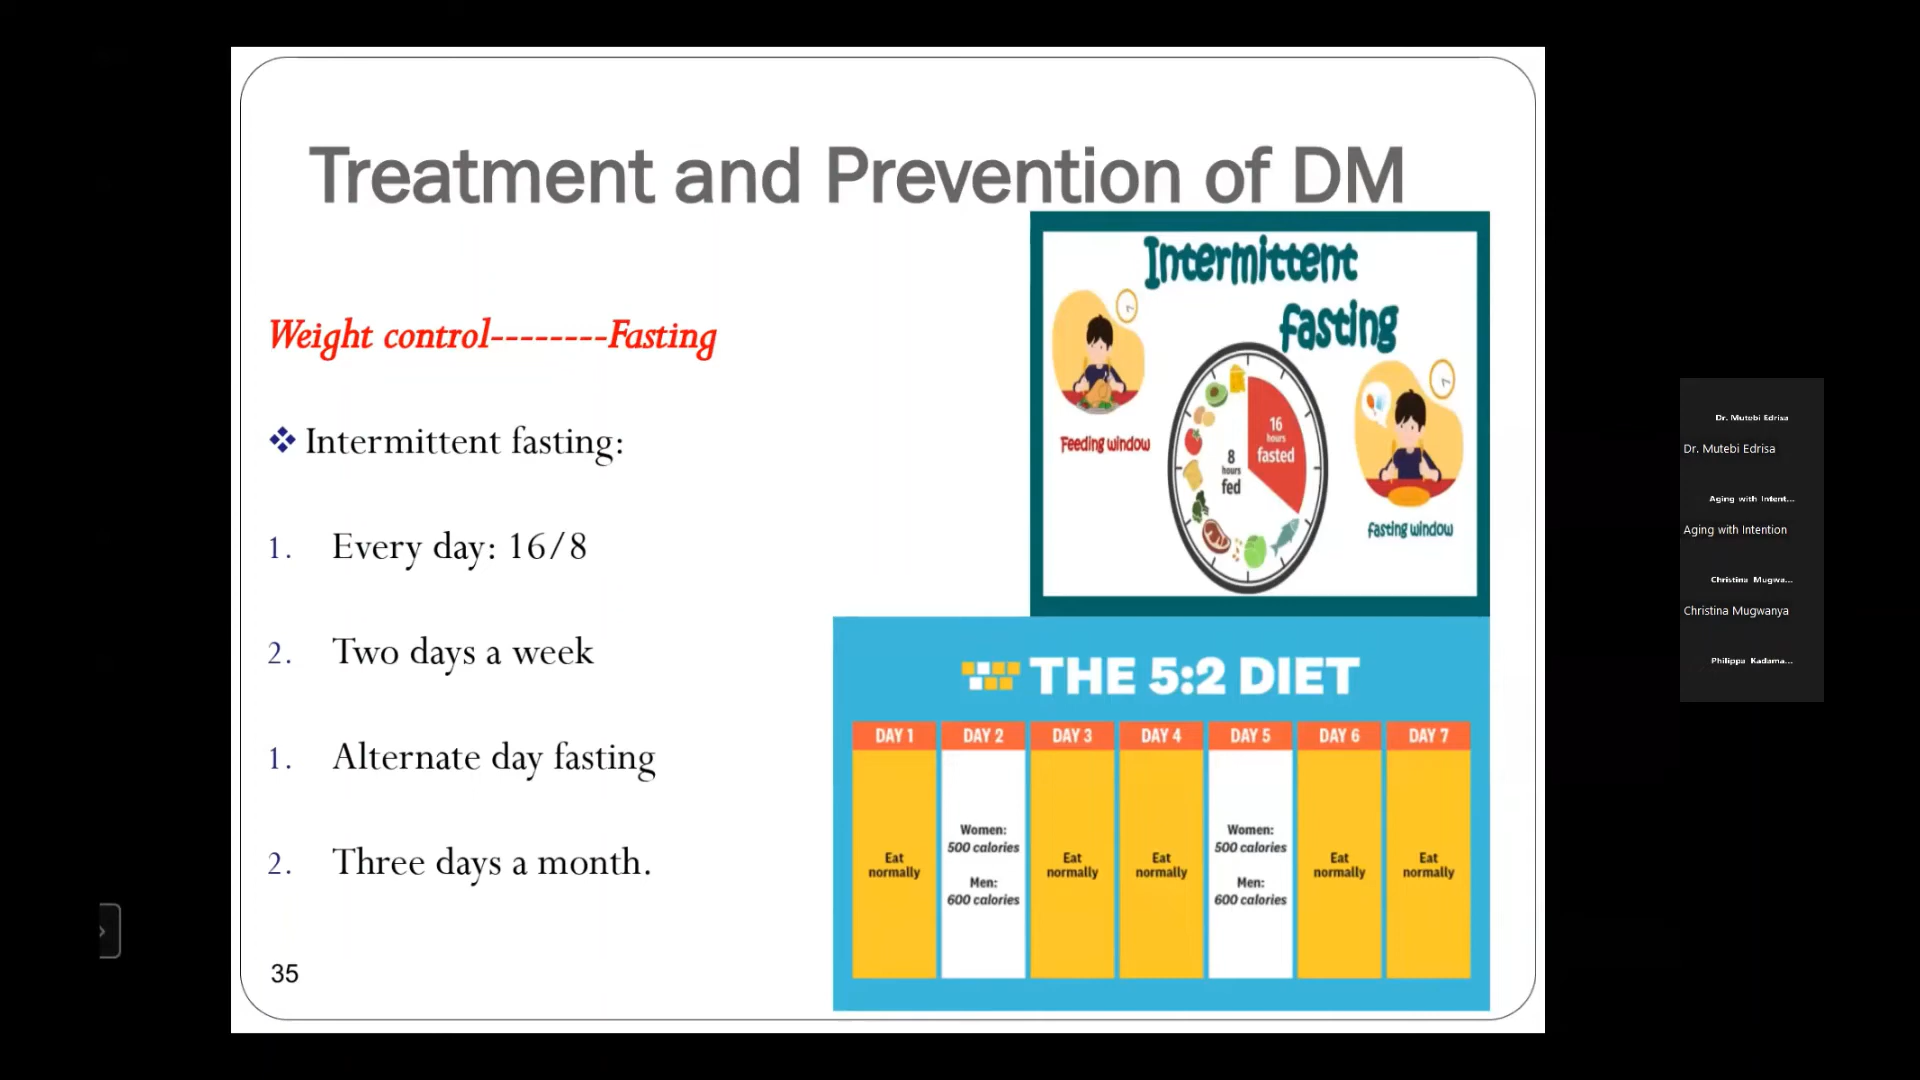 Treatment and Prevention of DM
Weight control--------Fasting
❖ Intermittent fasting:
1. Every day: 16/8
2. Two days a week
1. Alternate day fasting
2. Three days a month.
35
Intermittent
fasting
Feeding window
16
hours
fasted
8
hours
fed
fasting window
THE 5:2 DIET
DAY 1
Eat
normally
DAY 2
Women:
500 calories
Men:
600 calories
DAY 3
Eat
normally
DAY 4
Eat
normally
DAY 5
Women:
500 calories
Men:
600 calories
DAY 6
Eat
normally
DAY 7
Eat
normally
Dr. Mutebi Edrisa
Dr. Mutebi Edrisa
Aging with Intent...
Aging with Intention
Christina Mugwa...
Christina Mugwanya
Philippa Kadama...